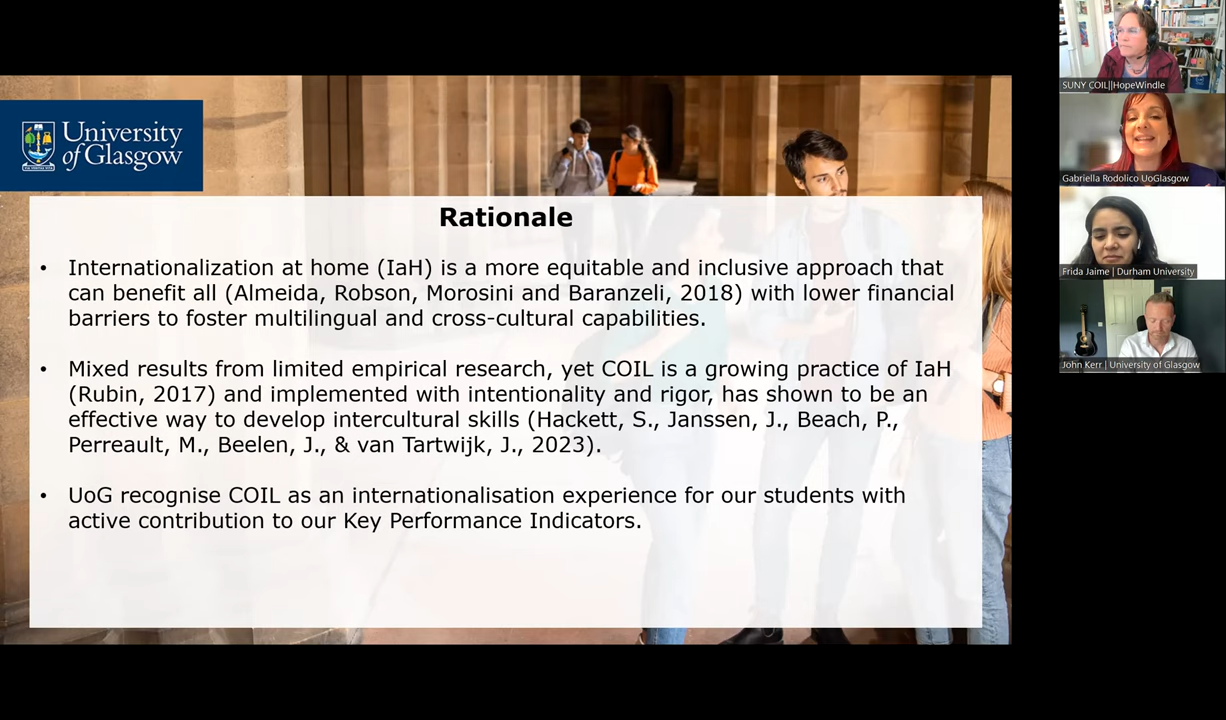 University
of Glasgow
Rationale
• Internationalization at home (IaH) is a more equitable and inclusive approach that
can benefit all (Almeida, Robson, Morosini and Baranzeli, 2018) with lower financial
barriers to foster multilingual and cross-cultural capabilities.
• Mixed results from limited empirical research, yet COIL is a growing practice of IaH
(Rubin, 2017) and implemented with intentionality and rigor, has shown to be an
effective way to develop intercultural skills (Hackett, S., Janssen, J., Beach, P.,
Perreault, M., Beelen, J., & van Tartwijk, J., 2023).
• UoG recognise COIL as an internationalisation experience for our students with
active contribution to our Key Performance Indicators.
SUNY COIL||HopeWindle
Gabriella Rodolico UoGlasgow
Frida Jaime | Durham University
John Kerr | University of Glasgow